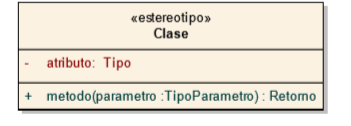 «estereotipo»
Clase
- atributo: Tipo
+ metodo(parametro :TipoParametro) : Retorno